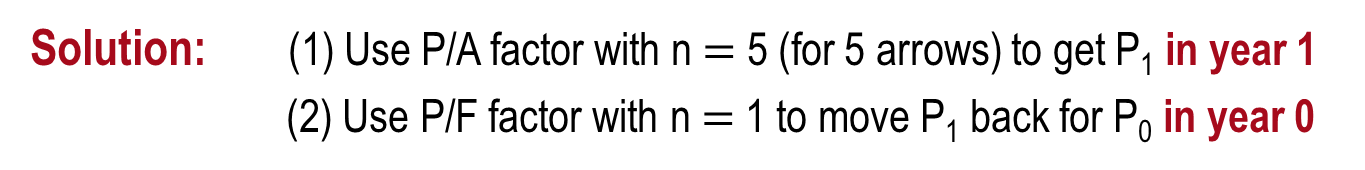 Solution: (1) Use P/A factor with n = 5 (for 5 arrows) to get P₁ in year 1
(2) Use P/F factor with n = 1 to move P₁ back for P₀ in year 0